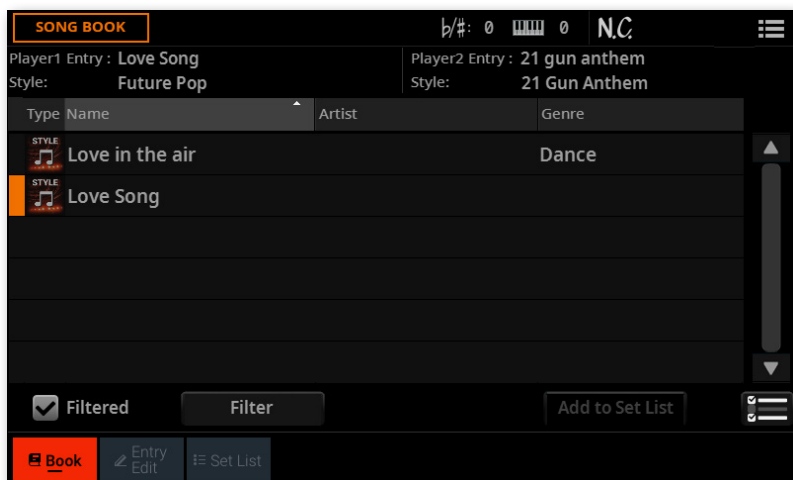 SONG BOOK
♭/♯: 0 0 N.C.
Player1 Entry : Love Song
Player2 Entry : 21 gun anthem
Style: Future Pop
Style: 21 Gun Anthem
Type Name Artist Genre
STYLE
Love in the air Dance
STYLE
Love Song
Filtered Filter Add to Set List
Book
Entry
Edit
Set List